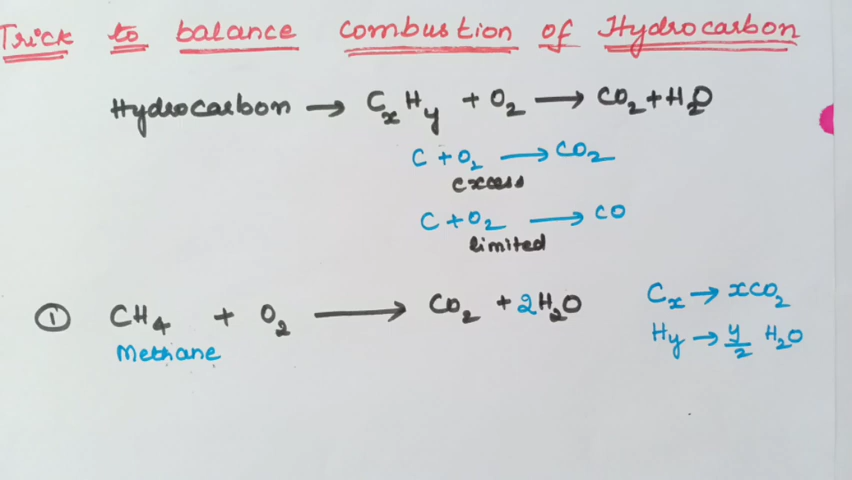 Trick to balance combustion of Hydrocarbon
Hydrocarbon → CxHy + O₂ → CO₂ + H₂O
C + O₂ → CO₂
excess
C + O₂ → CO
limited
① CH₄ + O₂ → CO₂ + 2H₂O
Methane
Cx → xCO₂
Hy → y/2 H₂O